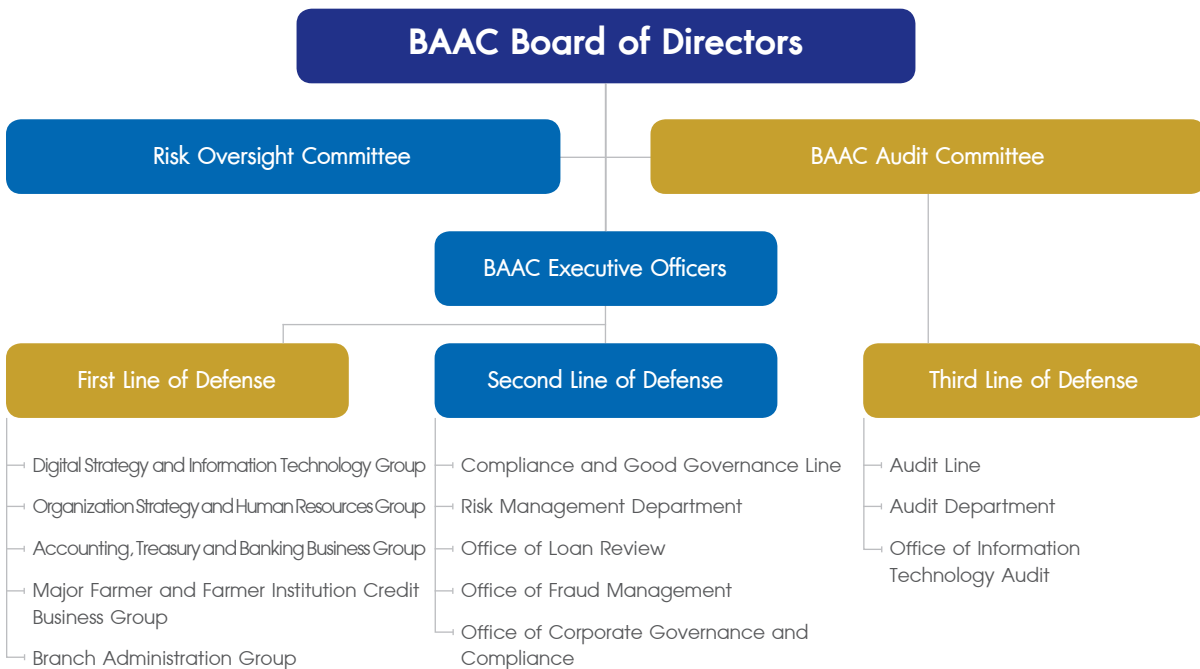 BAAC Board of Directors
Risk Oversight Committee
BAAC Audit Committee
BAAC Executive Officers
First Line of Defense
Digital Strategy and Information Technology Group
Organization Strategy and Human Resources Group
Accounting, Treasury and Banking Business Group
Major Farmer and Farmer Institution Credit
Business Group
Branch Administration Group
Second Line of Defense
Compliance and Good Governance Line
Risk Management Department
Office of Loan Review
Office of Fraud Management
Office of Corporate Governance and
Compliance
Third Line of Defense
Audit Line
Audit Department
Office of Information
Technology Audit